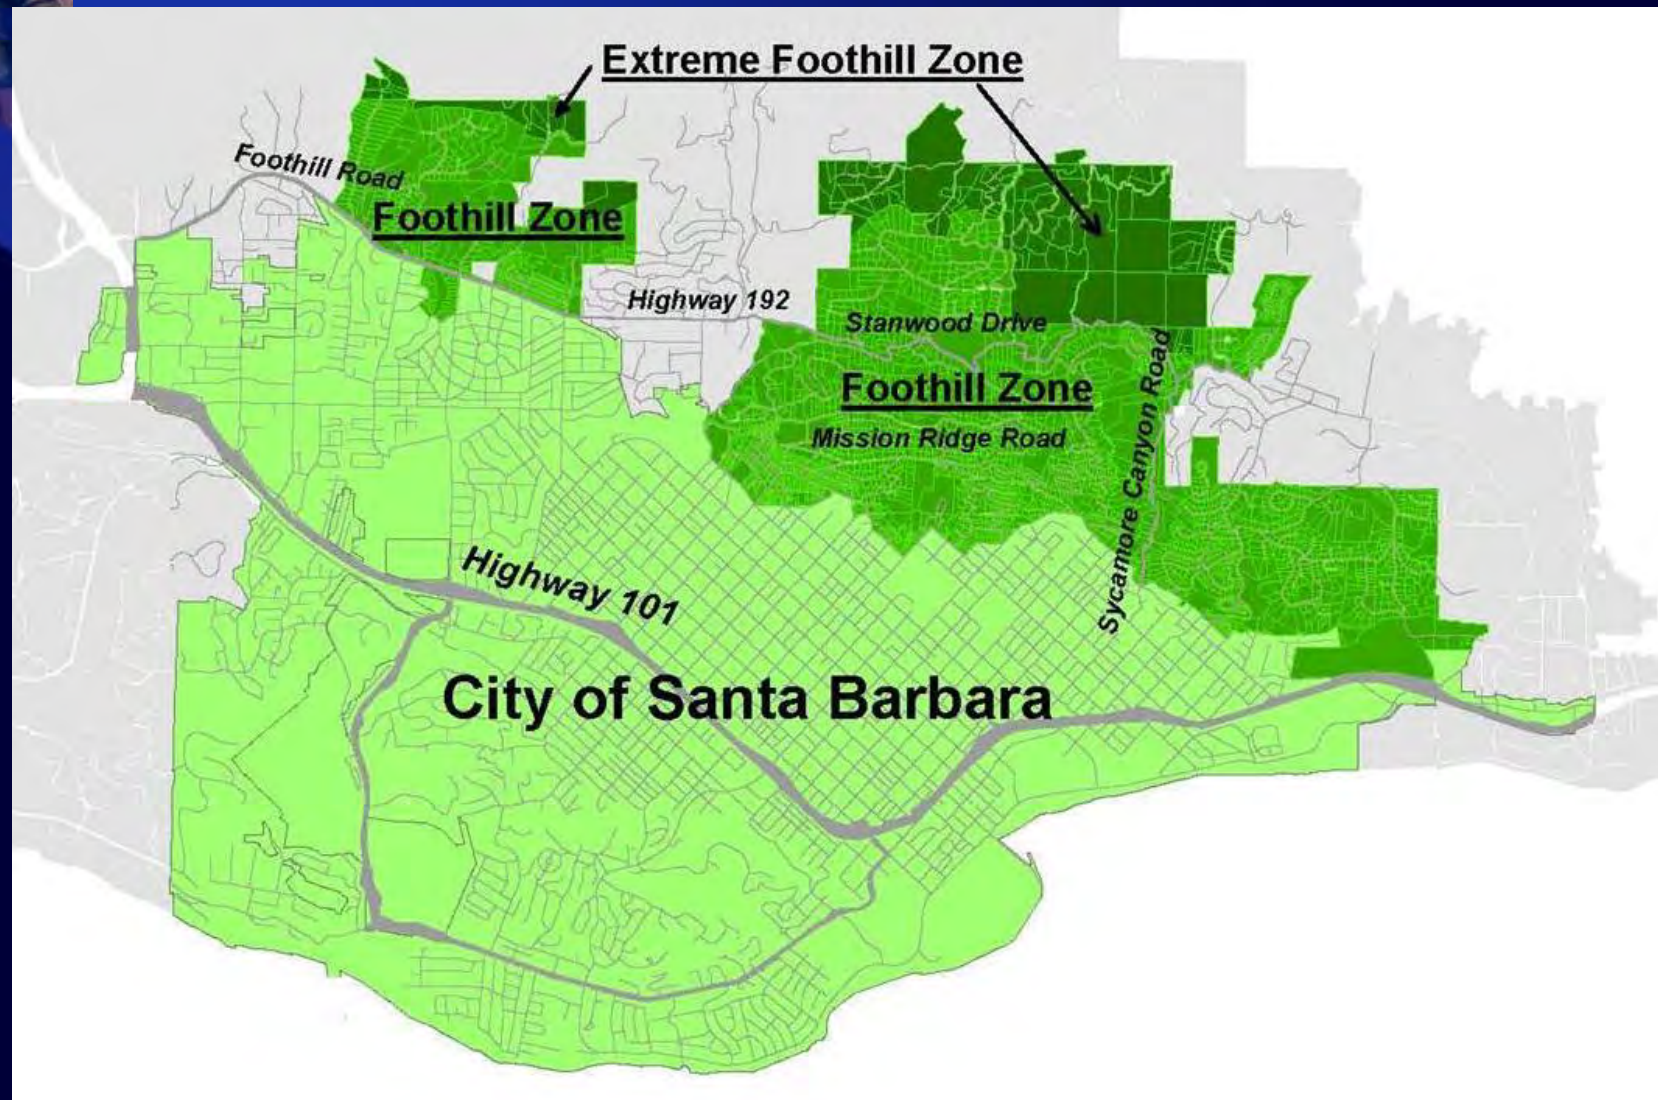 Extreme Foothill Zone
Foothill Road
Foothill Zone
Highway 192
Stanwood Drive
Foothill Zone
Mission Ridge Road
Sycamore Canyon Road
Highway 101
City of Santa Barbara